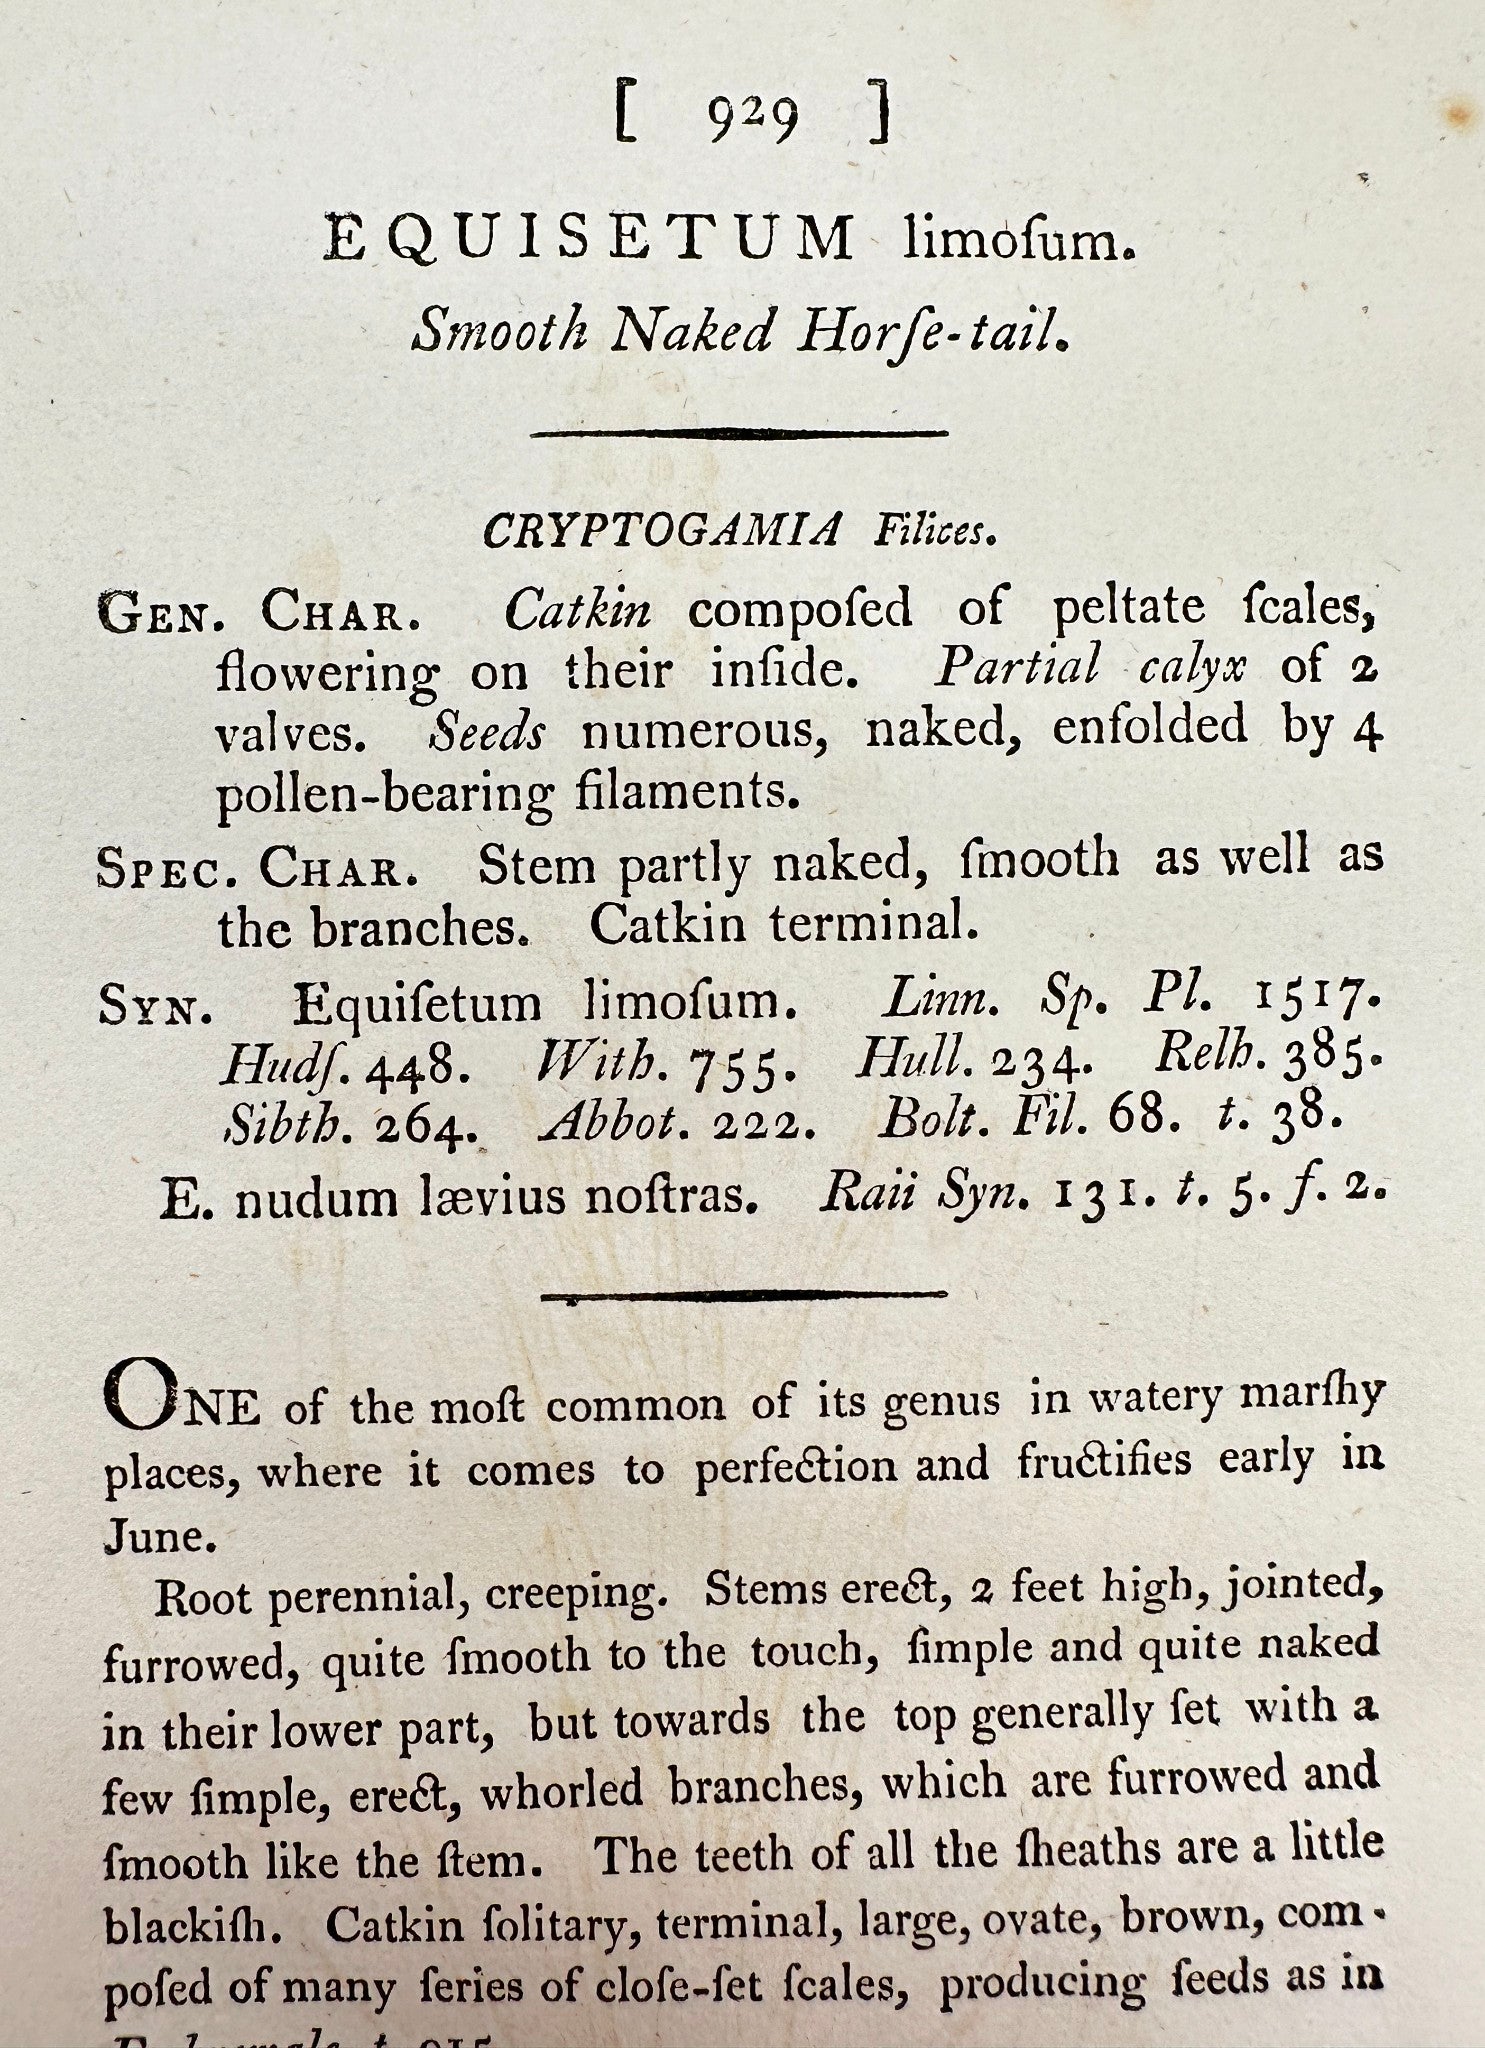 [ 929 ]
EQUISETUM limoſum.
Smooth Naked Horſe-tail.
CRYPTOGAMIA Filices.
GEN. CHAR. Catkin compoſed of peltate ſcales,
flowering on their inſide. Partial calyx of 2
valves. Seeds numerous, naked, enfolded by 4
pollen-bearing filaments.
SPEC. CHAR. Stem partly naked, ſmooth as well as
the branches. Catkin terminal.
SYN. Equiſetum limoſum. Linn. Sp. Pl. 1517.
Hudſ. 448. With. 755. Hull. 234. Relh. 385.
Sibth. 264. Abbot. 222. Bolt. Fil. 68. t. 38.
E. nudum lævius noſtras. Raii Syn. 131. t. 5. f. 2.
ONE of the moſt common of its genus in watery marſhy
places, where it comes to perfection and fructifies early in
June.
Root perennial, creeping. Stems erect, 2 feet high, jointed,
furrowed, quite ſmooth to the touch, ſimple and quite naked
in their lower part, but towards the top generally ſet with a
few ſimple, erect, whorled branches, which are furrowed and
ſmooth like the ſtem. The teeth of all the ſheaths are a little
blackiſh. Catkin ſolitary, terminal, large, ovate, brown, com-
poſed of many ſeries of cloſe-ſet ſcales, producing ſeeds as in
t. 915